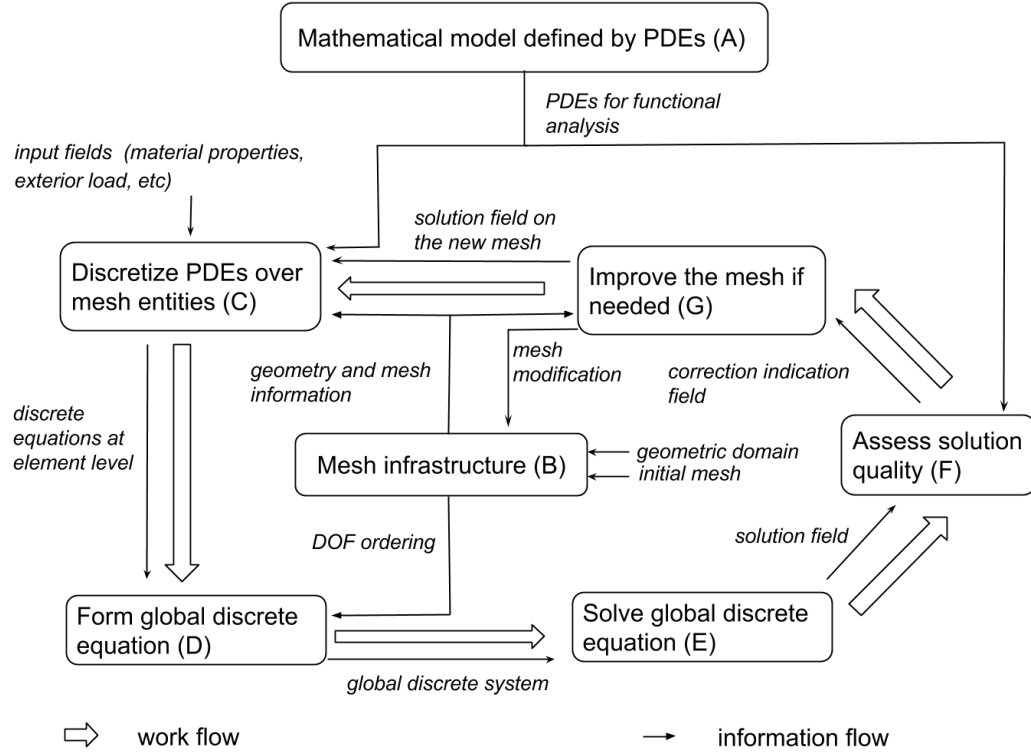 Mathematical model defined by PDEs (A)
PDEs for functional
analysis
input fields (material properties,
exterior load, etc)
solution field on
the new mesh
Discretize PDEs over
mesh entities (C)
Improve the mesh if
needed (G)
geometry and mesh
information
mesh
modification
correction indication
field
discrete
equations at
element level
Mesh infrastructure (B)
geometric domain
initial mesh
Assess solution
quality (F)
DOF ordering
solution field
Form global discrete
equation (D)
Solve global discrete
equation (E)
global discrete system
work flow
information flow